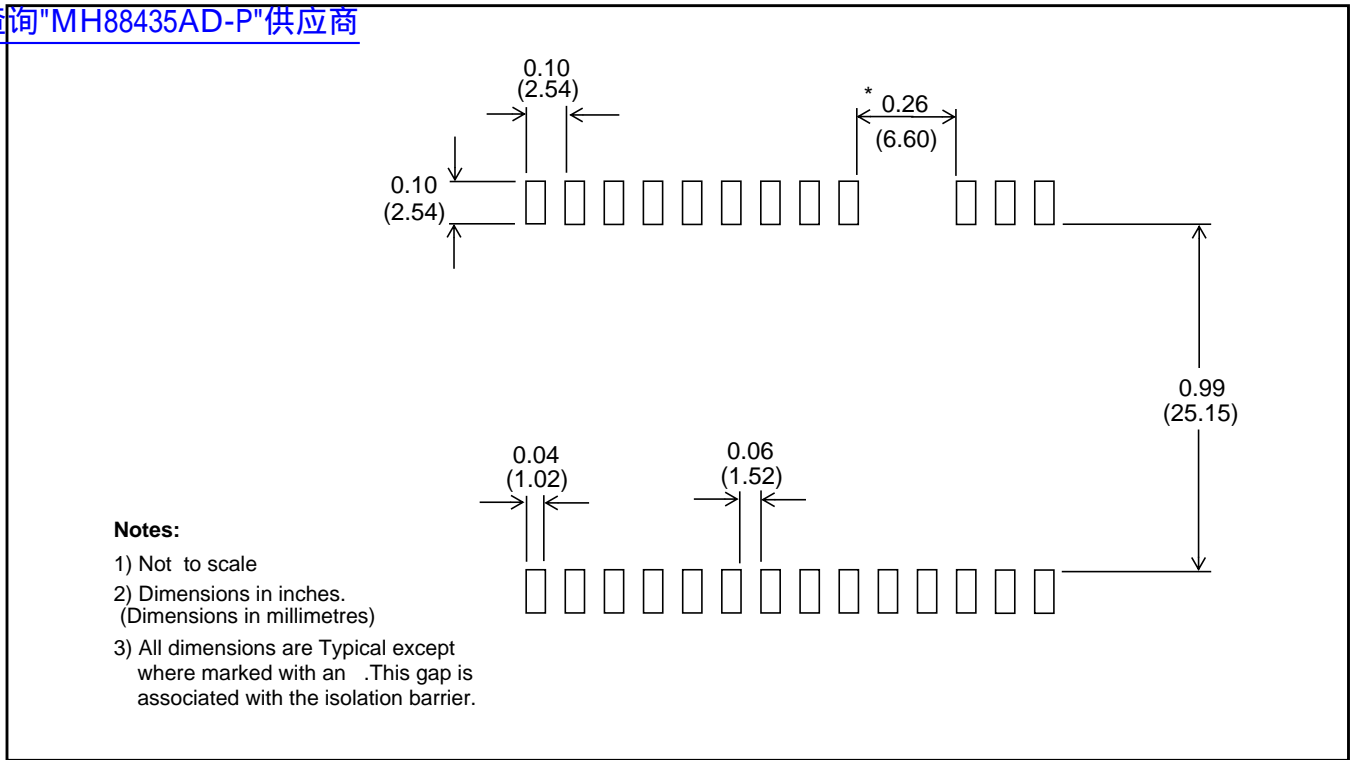 询"MH88435AD-P"供应商
0.10
(2.54)
*
0.26
(6.60)
0.10
(2.54)
0.99
(25.15)
0.04
(1.02)
0.06
(1.52)
Notes:
1) Not to scale
2) Dimensions in inches.
(Dimensions in millimetres)
3) All dimensions are Typical except
where marked with an .This gap is
associated with the isolation barrier.